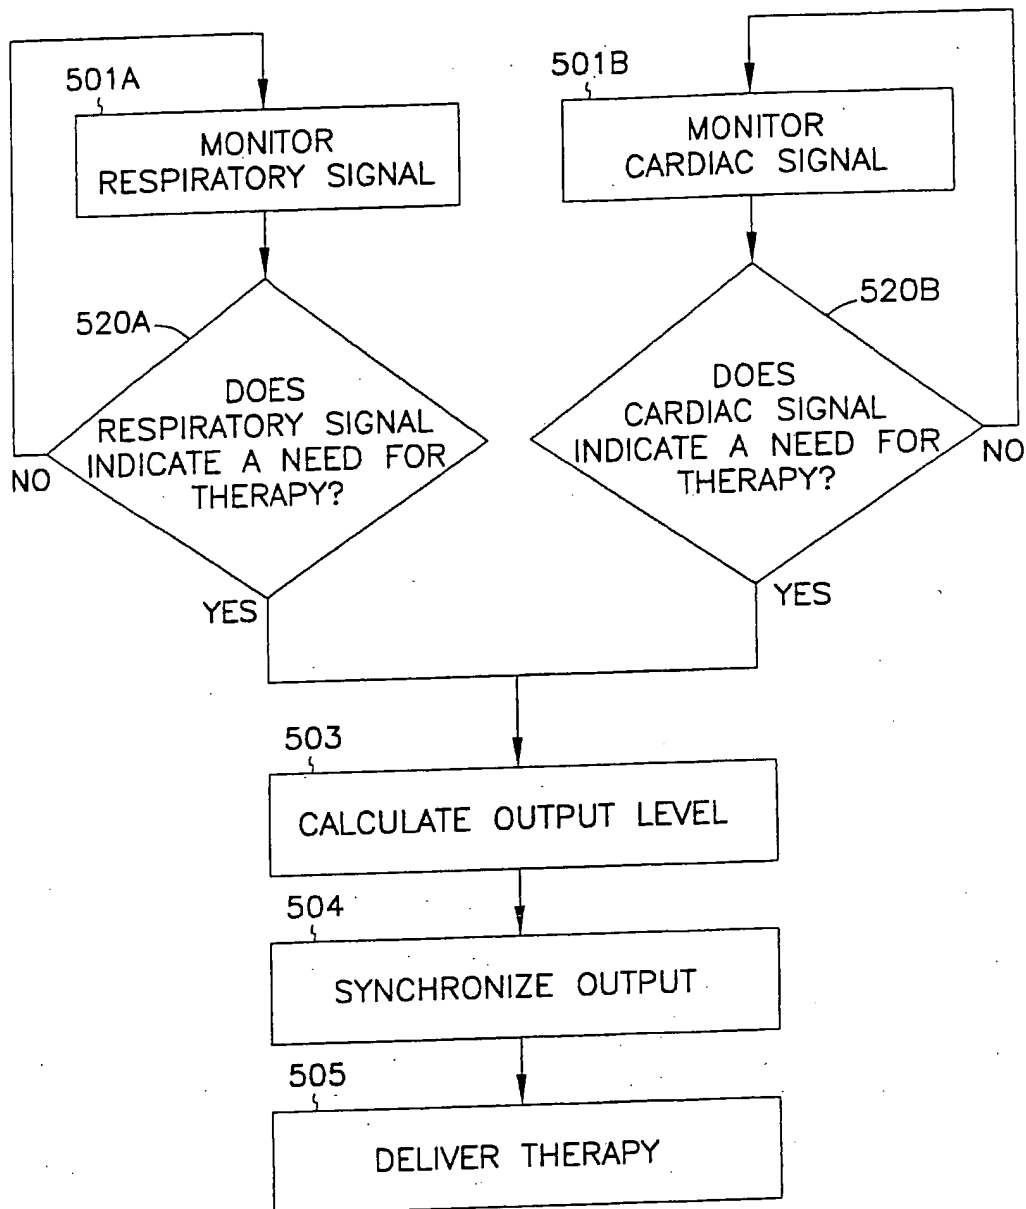 501A
MONITOR
RESPIRATORY SIGNAL
520A
DOES
RESPIRATORY SIGNAL
INDICATE A NEED FOR
THERAPY?
NO
YES
501B
MONITOR
CARDIAC SIGNAL
520B
DOES
CARDIAC SIGNAL
INDICATE A NEED FOR
THERAPY?
NO
YES
503
CALCULATE OUTPUT LEVEL
504
SYNCHRONIZE OUTPUT
505
DELIVER THERAPY